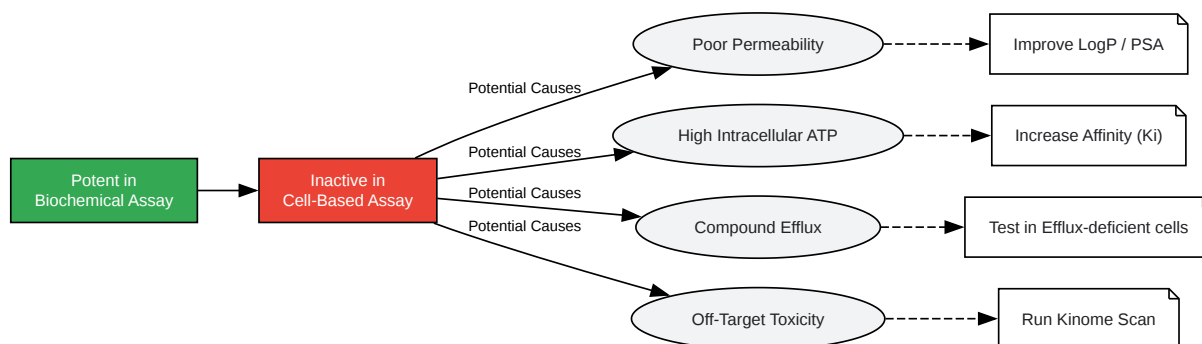 Potent in
Biochemical Assay
Inactive in
Cell-Based Assay
Potential Causes
Poor Permeability
Improve LogP / PSA
Potential Causes
High Intracellular ATP
Increase Affinity (Ki)
Potential Causes
Compound Efflux
Test in Efflux-deficient cells
Potential Causes
Off-Target Toxicity
Run Kinome Scan